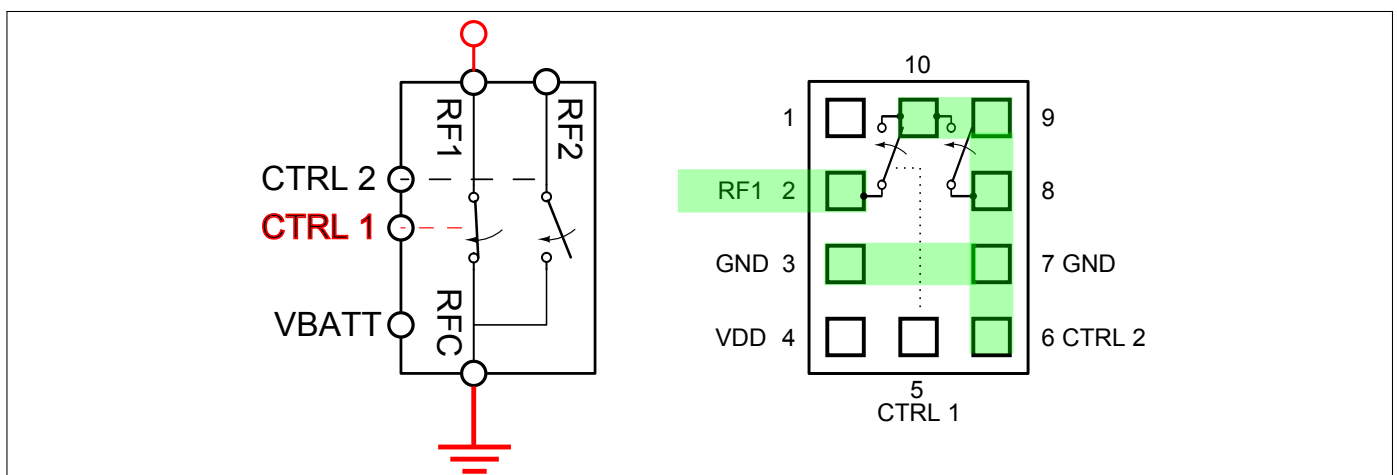 RF1
RF2
CTRL 2
CTRL 1
VBATT
RFC
10
1
9
RF1 2
8
GND 3
7 GND
VDD 4
6 CTRL 2
5
CTRL 1